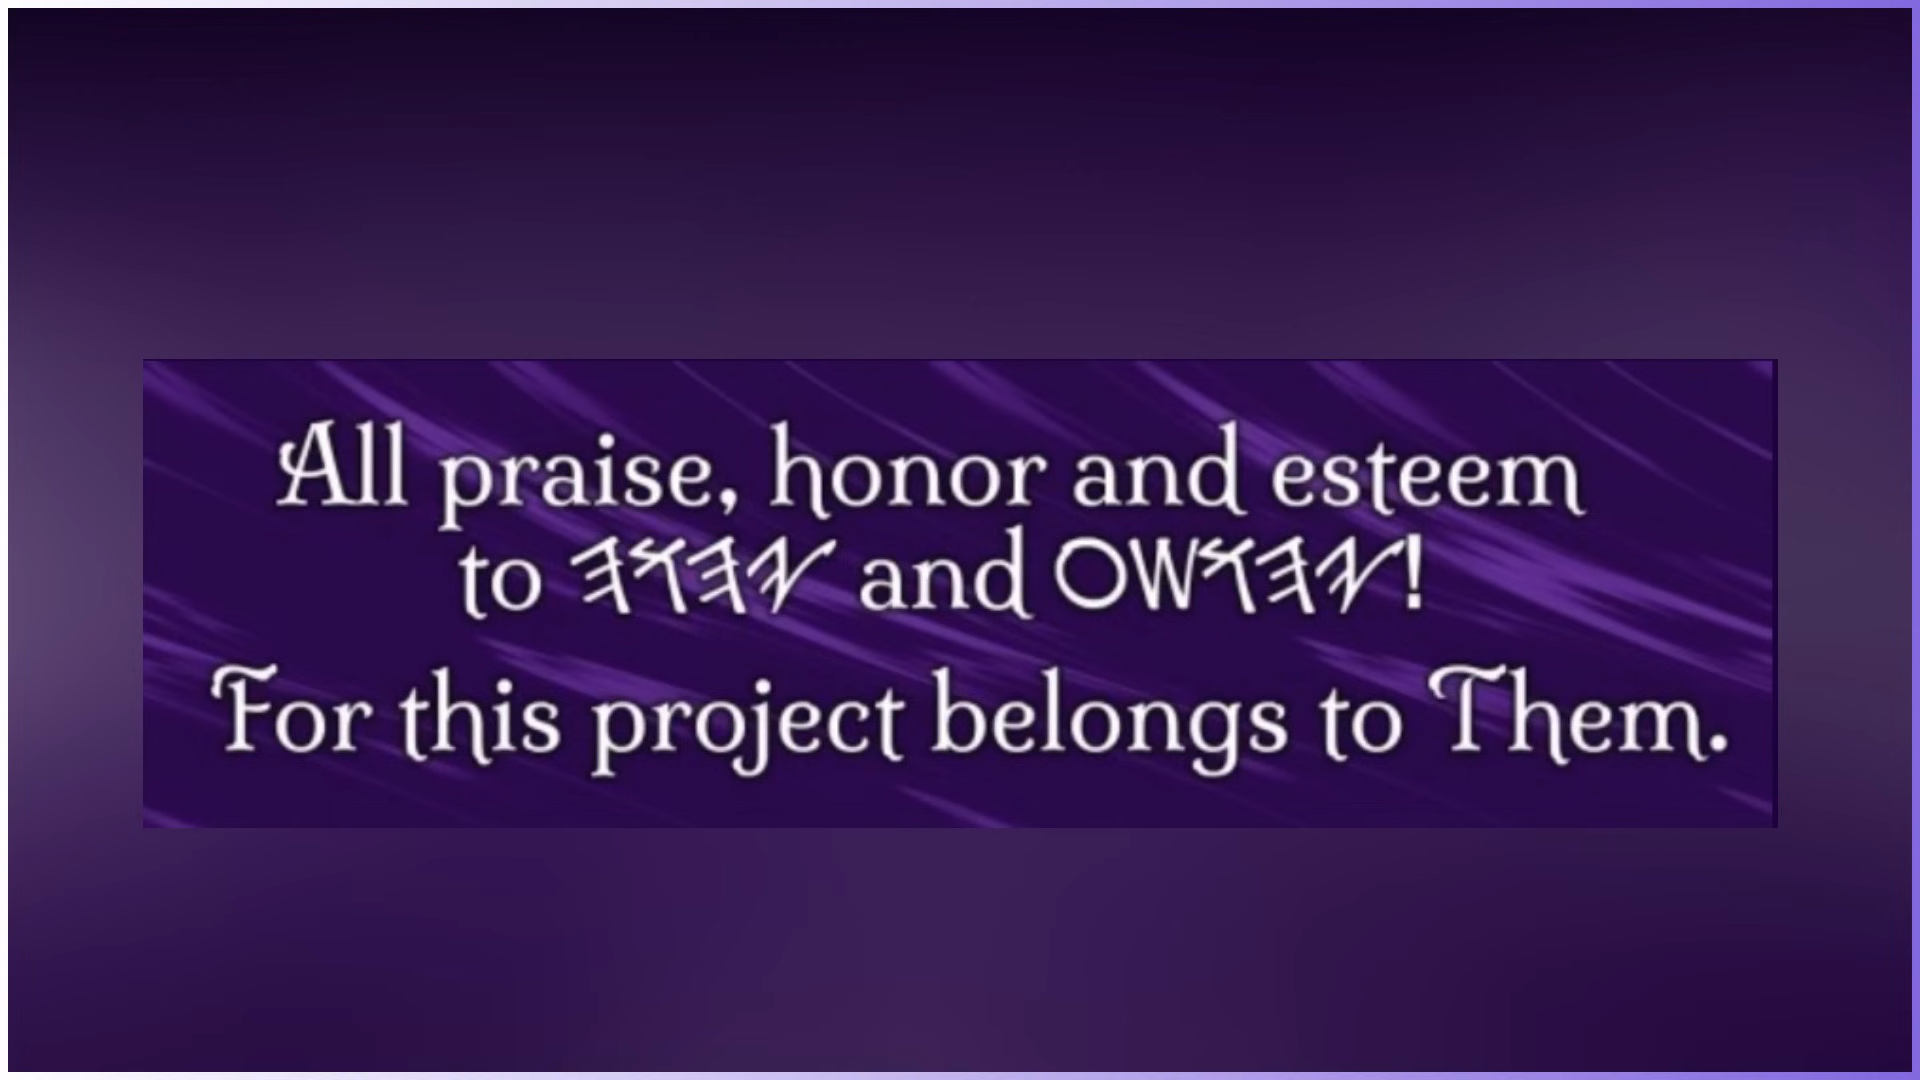 All praise, honor and esteem
to 𐤉𐤄𐤅𐤄 and 𐤉𐤄𐤅𐤔𐤏!
For this project belongs to Them.